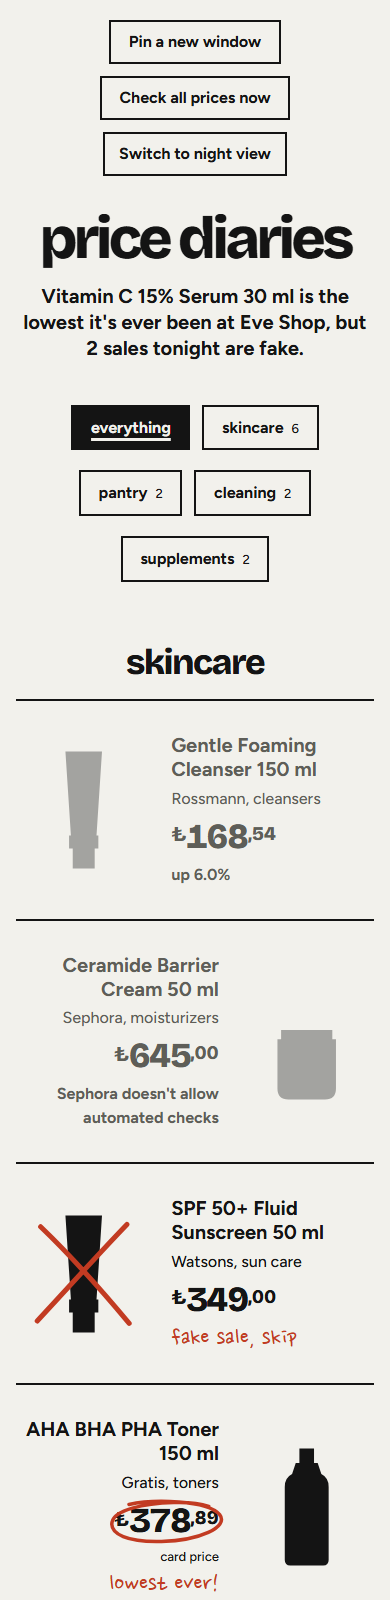 Pin a new window
Check all prices now
Switch to night view
price diaries
Vitamin C 15% Serum 30 ml is the
lowest it's ever been at Eve Shop, but
2 sales tonight are fake.
everything
skincare 6
pantry 2
cleaning 2
supplements 2
skincare
Gentle Foaming
Cleanser 150 ml
Rossmann, cleansers
₺168,54
up 6.0%
Ceramide Barrier
Cream 50 ml
Sephora, moisturizers
₺645,00
Sephora doesn't allow
automated checks
SPF 50+ Fluid
Sunscreen 50 ml
Watsons, sun care
₺349,00
fake sale, skip
AHA BHA PHA Toner
150 ml
Gratis, toners
₺378,89
card price
lowest ever!